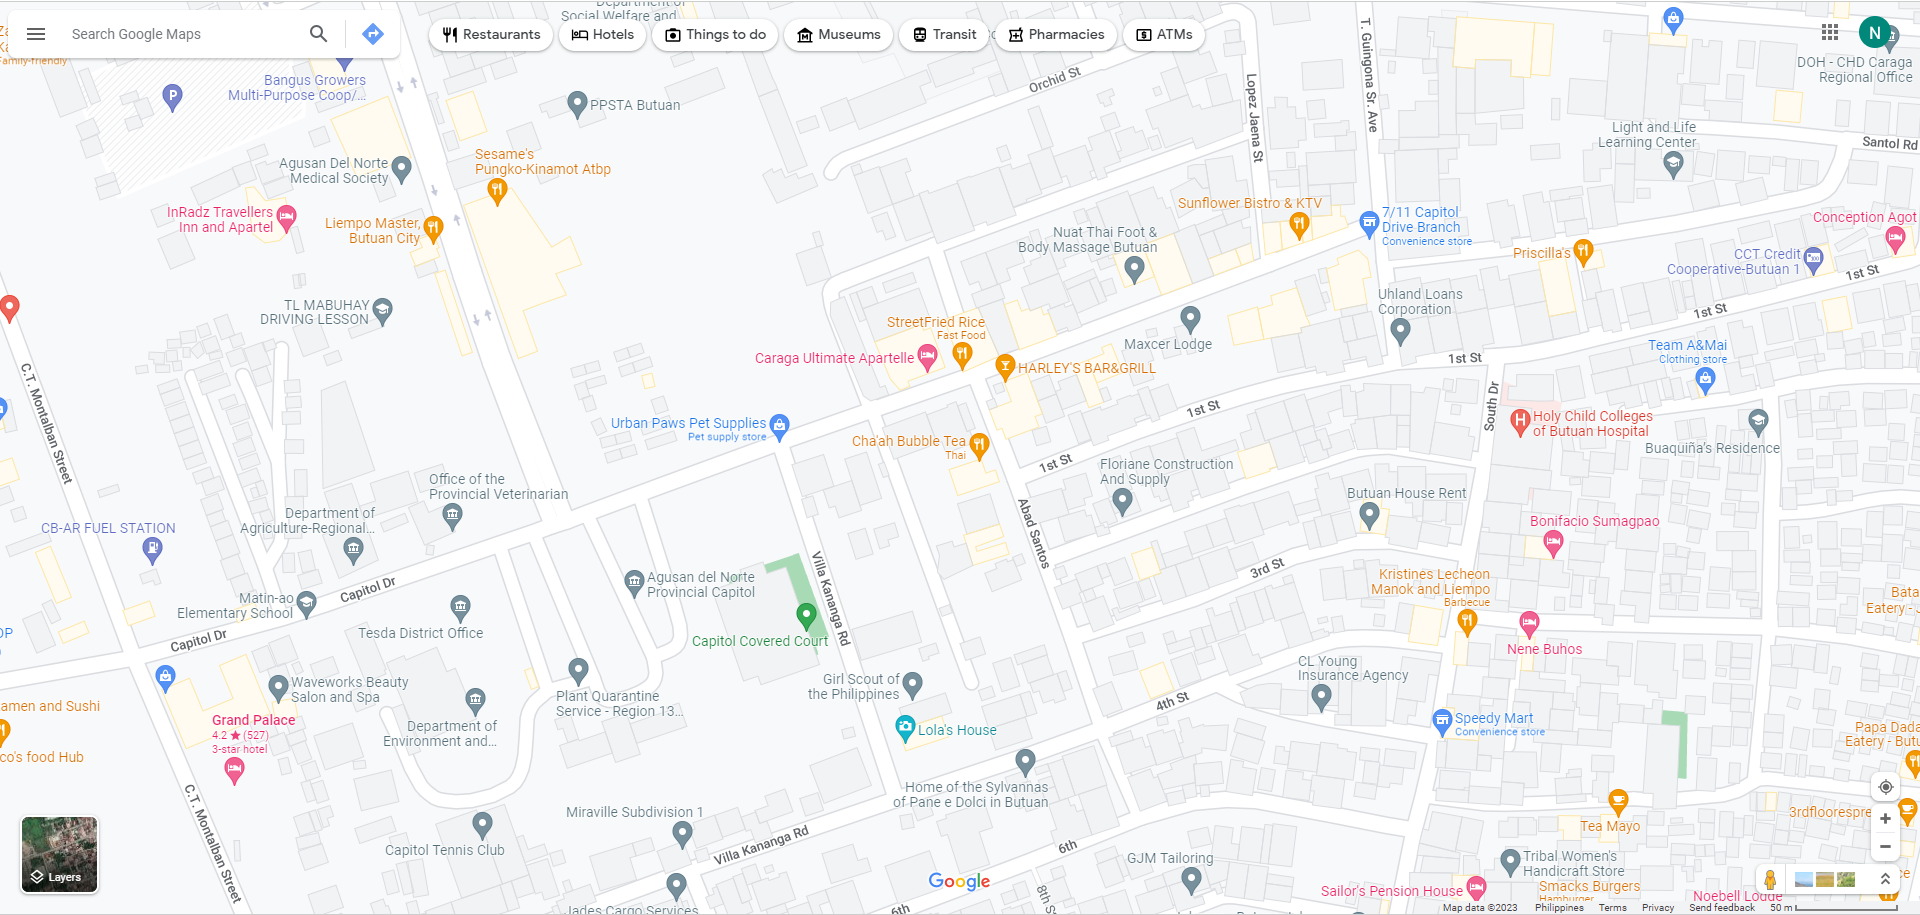 Search Google Maps
Restaurants
Hotels
Things to do
Museums
Transit
Pharmacies
ATMs
N
Social Welfare and
Family-friendly
Bangus Growers
Multi-Purpose Coop/...
P
PPSTA Butuan
Orchid St
Lopez Jaena St
T. Guingona Sr. Ave
DOH - CHD Caraga
Regional Office
Light and Life
Learning Center
Santol Rd
Agusan Del Norte
Medical Society
Sesame's
Pungko-Kinamot Atbp
InRadz Travellers
Inn and Apartel
Liempo Master,
Butuan City
Sunflower Bistro & KTV
7/11 Capitol
Drive Branch
Convenience store
Conception Agot
Nuat Thai Foot &
Body Massage Butuan
Priscilla's
CCT Credit
Cooperative-Butuan 1
1st St
TL MABUHAY
DRIVING LESSON
Uhland Loans
Corporation
1st St
StreetFried Rice
Fast Food
Maxcer Lodge
Caraga Ultimate Apartelle
HARLEY'S BAR&GRILL
1st St
Team A&Mai
Clothing store
C.T. Montalban Street
Urban Paws Pet Supplies
Pet supply store
1st St
South Dr
H
Holy Child Colleges
of Butuan Hospital
Buaquiña's Residence
Cha'ah Bubble Tea
Thai
1st St
Floriane Construction
And Supply
Office of the
Provincial Veterinarian
Butuan House Rent
Department of
Agriculture-Regional...
CB-AR FUEL STATION
Abad Santos
Bonifacio Sumagpao
Agusan del Norte
Provincial Capitol
Villa Kananga Rd
3rd St
Capitol Dr
Kristines Lecheon
Manok and Liempo
Barbecue
Matin-ao
Elementary School
Tesda District Office
Capitol Covered Court
Capitol Dr
Nene Buhos
Bata
Eatery -
OP
CL Young
Insurance Agency
Waveworks Beauty
Salon and Spa
Plant Quarantine
Service - Region 13...
Girl Scout of
the Philippines
4th St
amen and Sushi
Grand Palace
4.2 ★ (527)
3-star hotel
Department of
Environment and...
Lola's House
Speedy Mart
Convenience store
Papa Dada
Eatery - Butu
co's food Hub
Home of the Sylvannas
of Pane e Dolci in Butuan
C.T. Montalban Street
Miraville Subdivision 1
Villa Kananga Rd
Tea Mayo
3rdfloorespre
Capitol Tennis Club
6th
GJM Tailoring
Tribal Women's
Handicraft Store
Layers
Google
Sailor's Pension House
Smacks Burgers
Hamburger
Noebell Lodge
Jades Cargo Services
6th
8th St
Map data ©2023
Philippines
Terms
Privacy
Send feedback
50 m